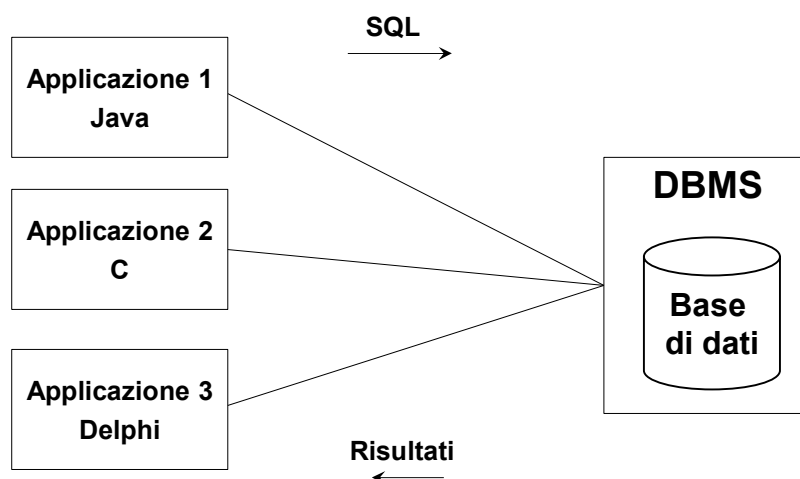 SQL
Applicazione 1
Java
Applicazione 2
C
Applicazione 3
Delphi
DBMS
Base
di dati
Risultati